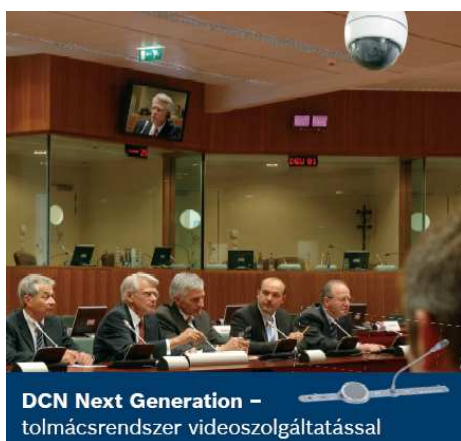 DCN Next Generation –
tolmácsrendszer videoszolgáltatással